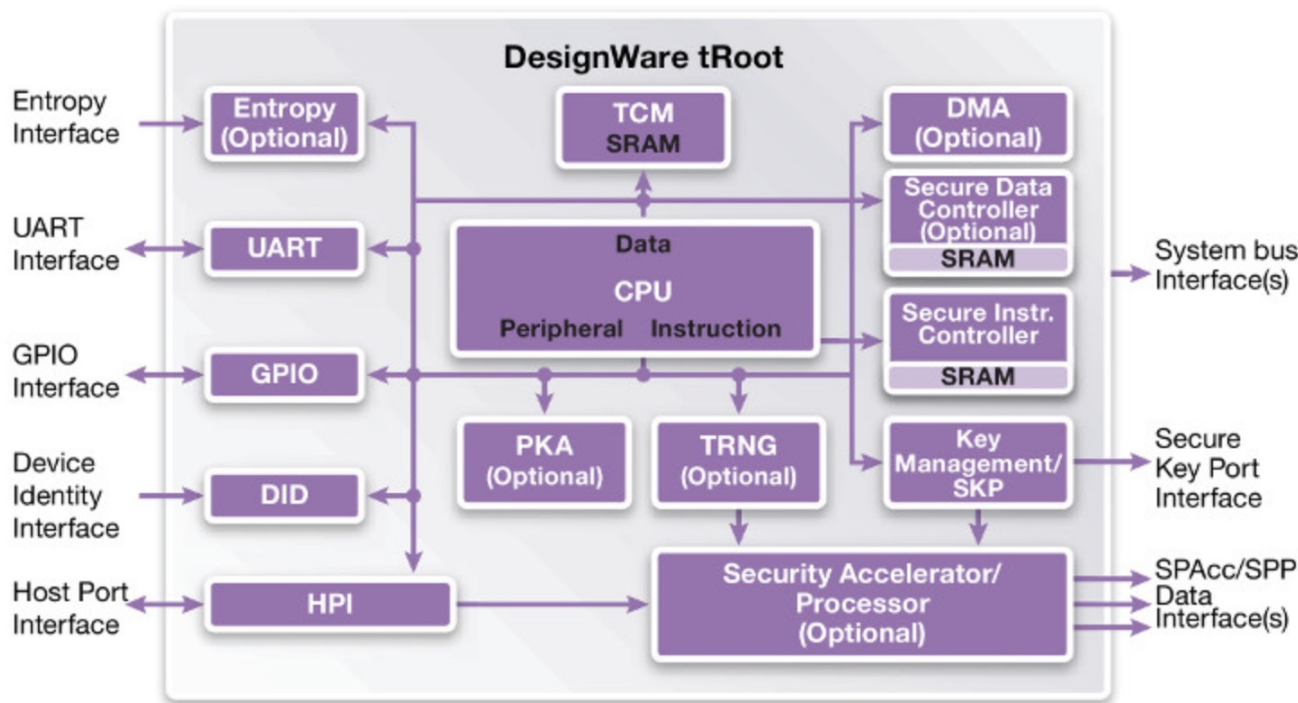 DesignWare tRoot
Entropy
Interface
Entropy
(Optional)
TCM
SRAM
DMA
(Optional)
UART
Interface
UART
Data
CPU
Peripheral Instruction
Secure Data
Controller
(Optional)
SRAM
System bus
Interface(s)
GPIO
Interface
GPIO
Secure Instr.
Controller
SRAM
Device
Identity
Interface
DID
PKA
(Optional)
TRNG
(Optional)
Key
Management/
SKP
Secure
Key Port
Interface
Host Port
Interface
HPI
Security Accelerator/
Processor
(Optional)
SPAcc/SPP
Data
Interface(s)